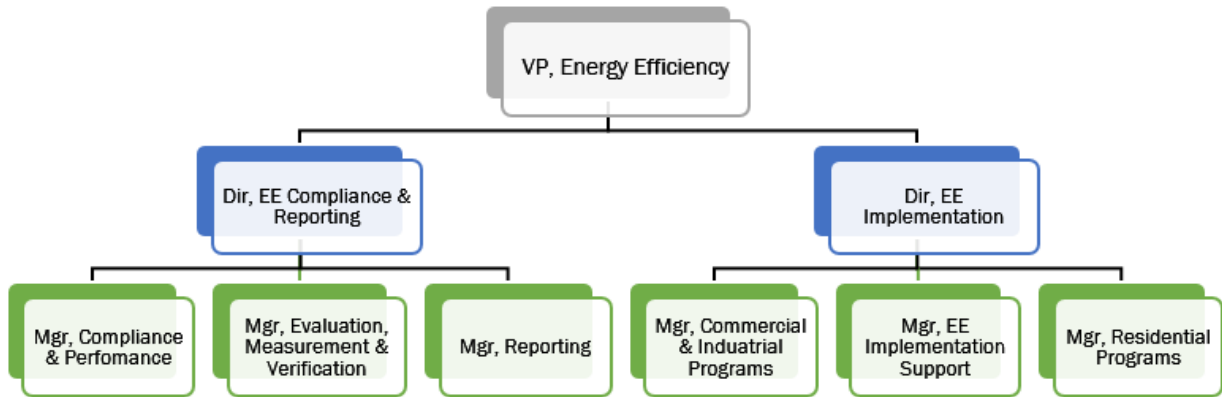 VP, Energy Efficiency
Dir, EE Compliance &
Reporting
Dir, EE
Implementation
Mgr, Compliance
& Perfomance
Mgr, Evaluation,
Measurement &
Verification
Mgr, Reporting
Mgr, Commercial
& Induatrial
Programs
Mgr, EE
Implementation
Support
Mgr, Residential
Programs